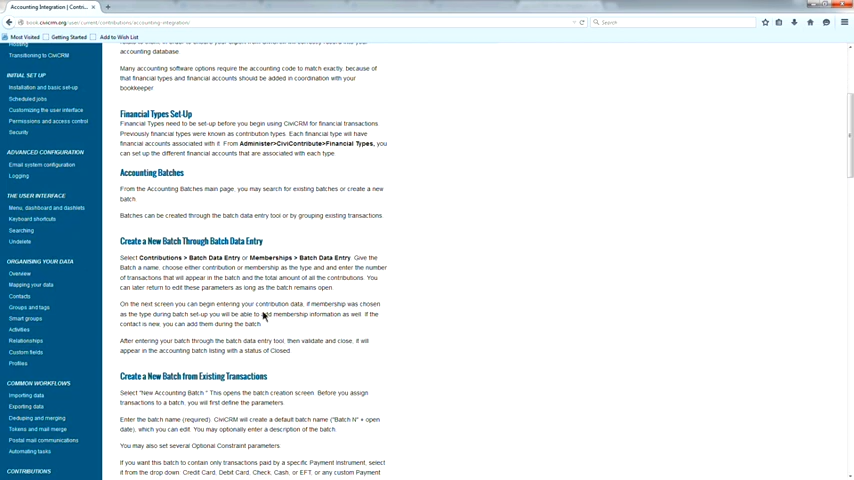 Accounting Integration | Contri...
book.civicrm.org/user/current/contributions/accounting-integration/
Search
Most Visited
Getting Started
Add to Wish List
Hosting
Transitioning to CiviCRM
INITIAL SET UP
Installation and basic set-up
Scheduled jobs
Customizing the user interface
Permissions and access control
Security
ADVANCED CONFIGURATION
Email system configuration
Logging
THE USER INTERFACE
Menu, dashboard and dashlets
Keyboard shortcuts
Searching
Undelete
ORGANISING YOUR DATA
Overview
Mapping your data
Contacts
Groups and tags
Smart groups
Activities
Relationships
Custom fields
Profiles
COMMON WORKFLOWS
Importing data
Exporting data
Deduping and merging
Tokens and mail merge
Postal mail communications
Automating tasks
CONTRIBUTIONS
accounting database.
Many accounting software options require the accounting code to match exactly, because of
that financial types and financial accounts should be added in coordination with your
bookkeeper.
Financial Types Set-Up
Financial Types need to be set-up before you begin using CiviCRM for financial transactions.
Previously financial types were known as contribution types. Each financial type will have
financial accounts associated with it. From Administer>CiviContribute>Financial Types, you
can set up the different financial accounts that are associated with each type.
Accounting Batches
From the Accounting Batches main page, you may search for existing batches or create a new
batch.
Batches can be created through the batch data entry tool or by grouping existing transactions.
Create a New Batch Through Batch Data Entry
Select Contributions > Batch Data Entry or Memberships > Batch Data Entry. Give the
Batch a name, choose either contribution or membership as the type and and enter the number
of transactions that will appear in the batch and the total amount of all the contributions. You
can later return to edit these parameters as long as the batch remains open.
On the next screen you can begin entering your contribution data, if membership was chosen
as the type during batch set-up you will be able to add membership information as well. If the
contact is new, you can add them during the batch.
After entering your batch through the batch data entry tool, then validate and close, it will
appear in the accounting batch listing with a status of Closed.
Create a New Batch from Existing Transactions
Select "New Accounting Batch." This opens the batch creation screen. Before you assign
transactions to a batch, you will first define the parameters.
Enter the batch name (required). CiviCRM will create a default batch name ("Batch N" + open
date), which you can edit. You may optionally enter a description of the batch.
You may also set several Optional Constraint parameters:
If you want this batch to contain only transactions paid by a specific Payment Instrument, select
it from the drop down: Credit Card, Debit Card, Check, Cash, or EFT, or any custom Payment